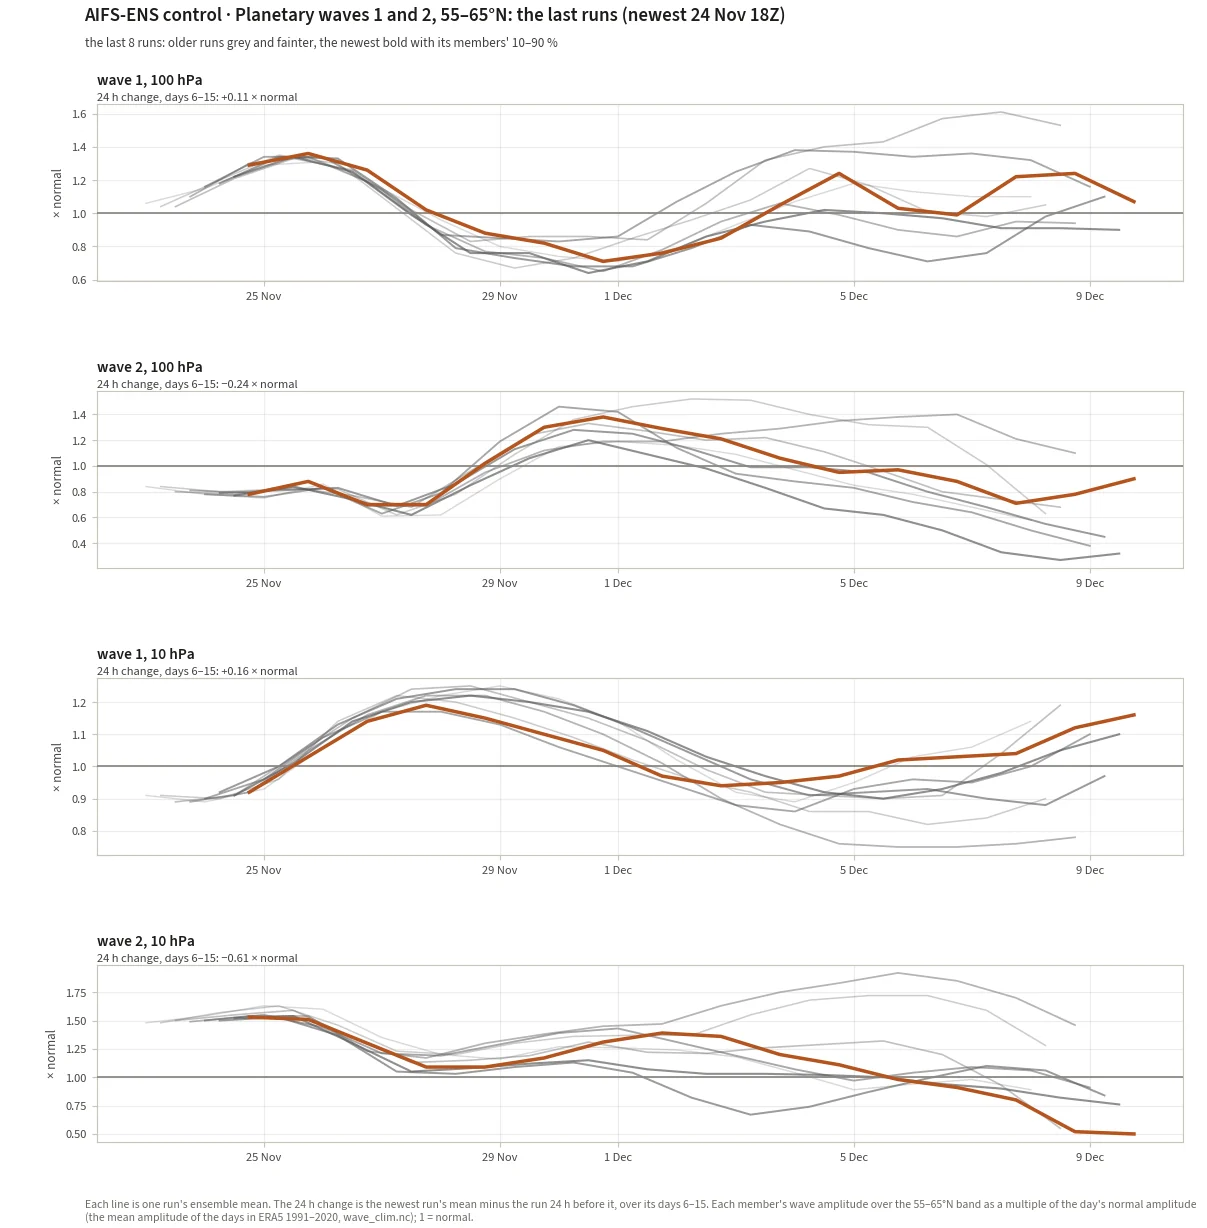 AIFS-ENS control · Planetary waves 1 and 2, 55–65°N: the last runs (newest 24 Nov 18Z)
the last 8 runs: older runs grey and fainter, the newest bold with its members' 10–90 %
wave 1, 100 hPa
24 h change, days 6–15: +0.11 × normal
1.6
1.4
1.2
1.0
0.8
0.6
× normal
25 Nov
29 Nov
1 Dec
5 Dec
9 Dec
wave 2, 100 hPa
24 h change, days 6–15: −0.24 × normal
1.4
1.2
1.0
0.8
0.6
0.4
× normal
25 Nov
29 Nov
1 Dec
5 Dec
9 Dec
wave 1, 10 hPa
24 h change, days 6–15: +0.16 × normal
1.2
1.1
1.0
0.9
0.8
× normal
25 Nov
29 Nov
1 Dec
5 Dec
9 Dec
wave 2, 10 hPa
24 h change, days 6–15: −0.61 × normal
1.75
1.50
1.25
1.00
0.75
0.50
× normal
25 Nov
29 Nov
1 Dec
5 Dec
9 Dec
Each line is one run's ensemble mean. The 24 h change is the newest run's mean minus the run 24 h before it, over its days 6–15. Each member's wave amplitude over the 55–65°N band as a multiple of the day's normal amplitude
(the mean amplitude of the days in ERA5 1991–2020, wave_clim.nc); 1 = normal.